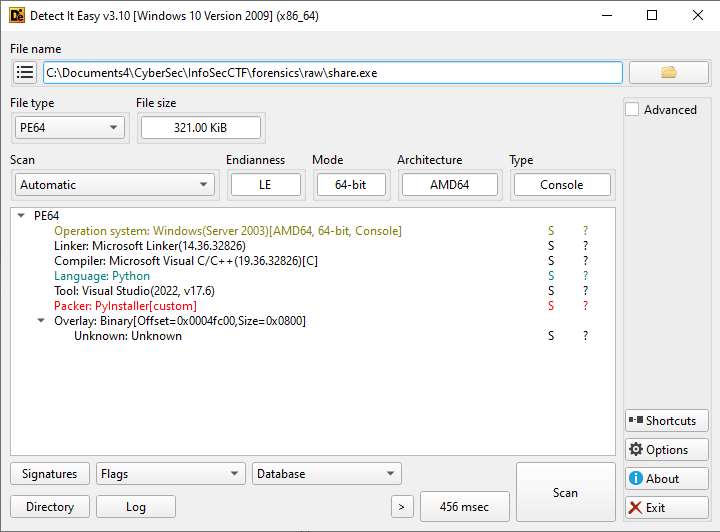 Detect It Easy v3.10 [Windows 10 Version 2009] (x86_64)
File name
C:\Documents4\CyberSec\InfoSecCTF\forensics\raw\share.exe
File type File size
PE64 321.00 KiB Advanced
Scan Endianness Mode Architecture Type
Automatic LE 64-bit AMD64 Console
PE64
Operation system: Windows(Server 2003)[AMD64, 64-bit, Console] S ?
Linker: Microsoft Linker(14.36.32826) S ?
Compiler: Microsoft Visual C/C++(19.36.32826)[C] S ?
Language: Python S ?
Tool: Visual Studio(2022, v17.6) S ?
Packer: PyInstaller[custom] S ?
Overlay: Binary[Offset=0x0004fc00,Size=0x0800]
Unknown: Unknown S ?
Shortcuts
Options
Signatures Flags Database Scan About
Directory Log > 456 msec Exit